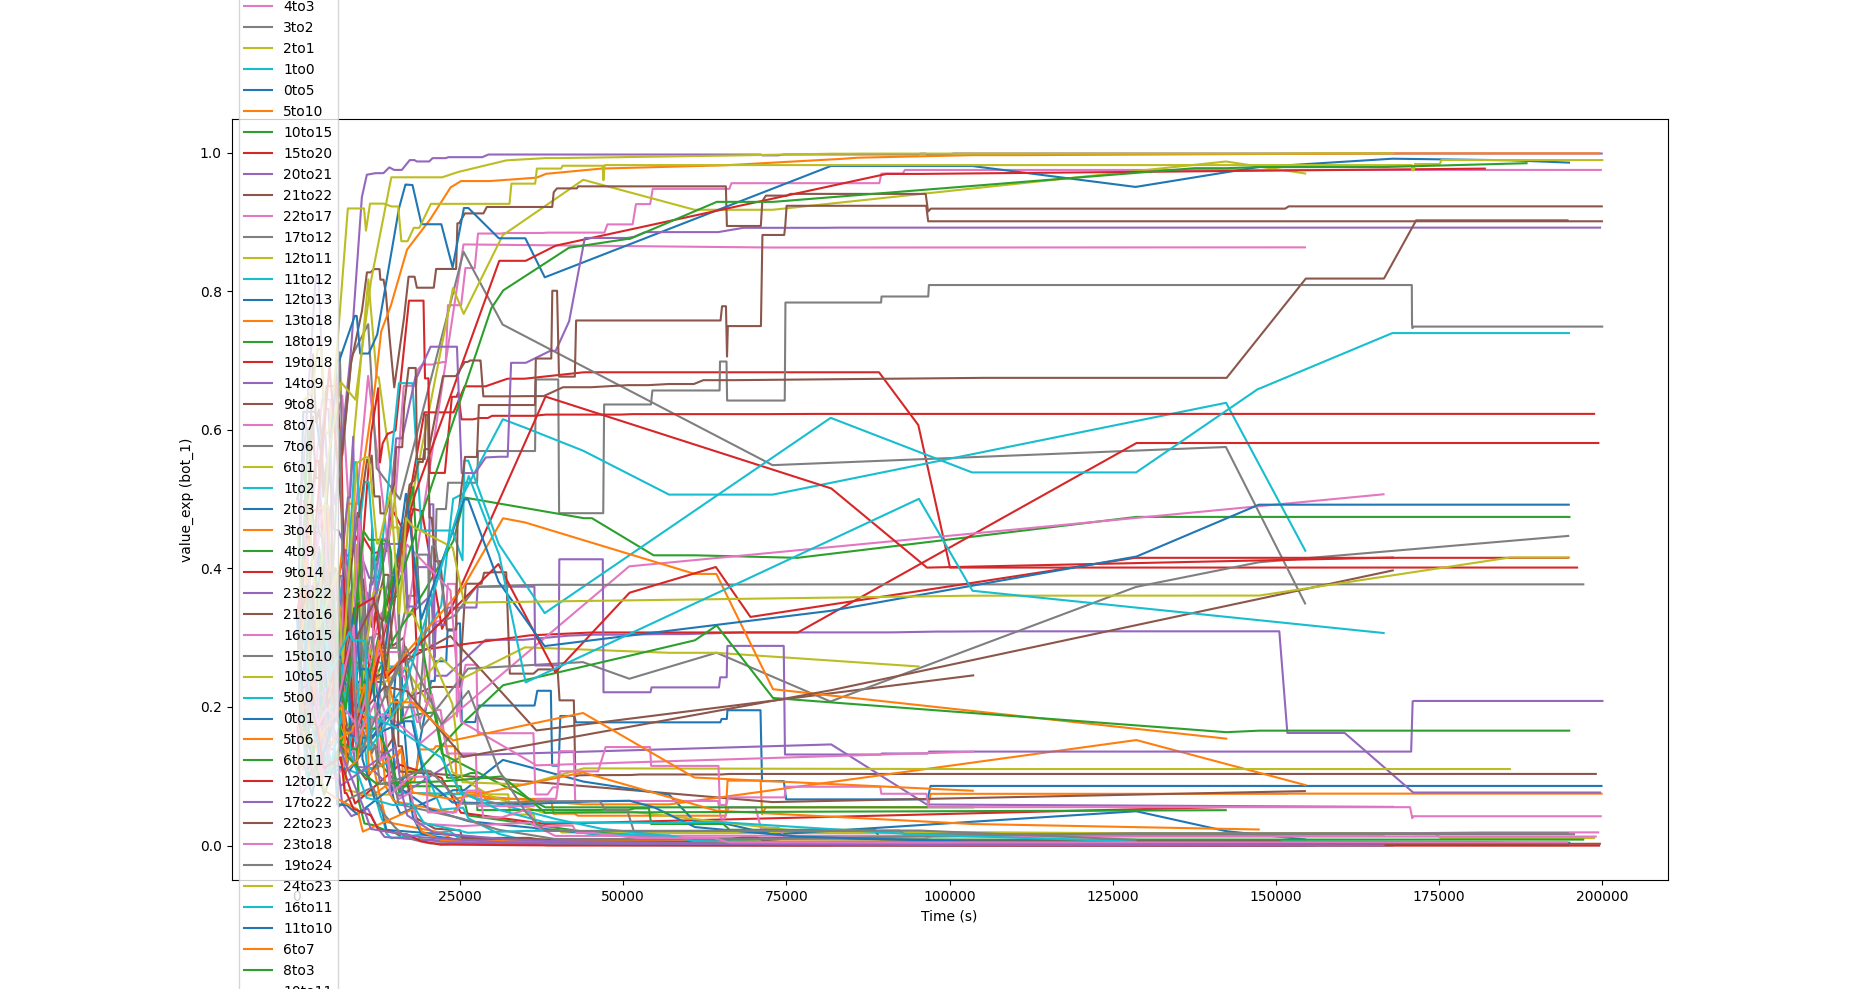 4to3
3to2
2to1
1to0
0to5
5to10
10to15
15to20
20to21
21to22
22to17
17to12
12to11
11to12
12to13
13to18
18to19
19to18
14to9
9to8
8to7
7to6
6to1
1to2
2to3
3to4
4to9
9to14
23to22
21to16
16to15
15to10
10to5
5to0
0to1
5to6
6to11
12to17
17to22
22to23
23to18
19to24
24to23
16to11
11to10
6to7
8to3
1.0
0.8
0.6
0.4
0.2
0.0
value_exp (bot_1)
0
25000
50000
75000
100000
125000
150000
175000
200000
Time (s)